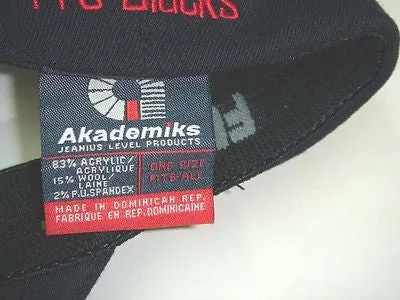 Blacks
Akademiks
JEANIUS LEVEL PRODUCTS
83% ACRYLIC/
ACRYLIQUE
15% WOOL/
LAINE
2% P.U.SPANDEX
ONE SIZE
FITS ALL
MADE IN DOMINICAN REP.
FABRIQUE EN REP. DOMINICAINE